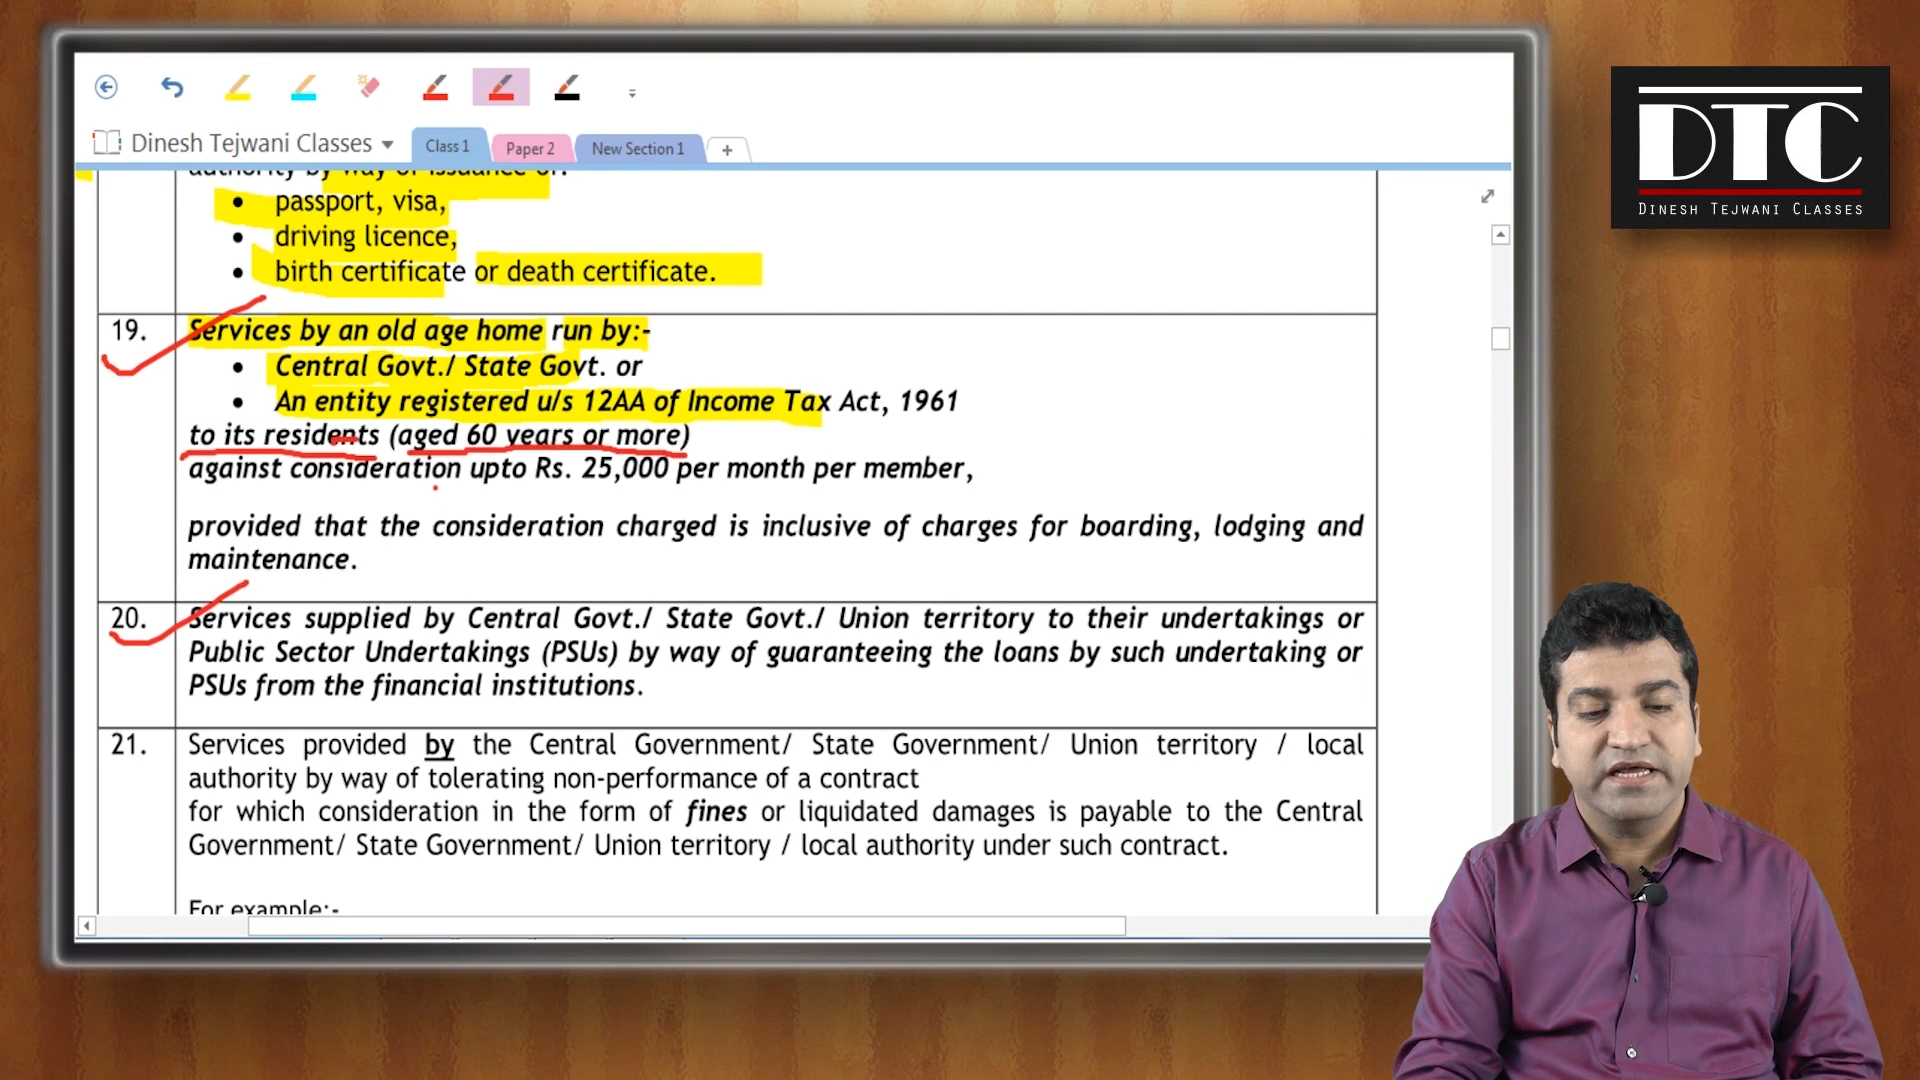 DTC
DINESH TEJWANI CLASSES
Dinesh Tejwani Classes
Class 1
Paper 2
New Section 1
+
authority by way of issuance of:
• passport, visa,
• driving licence,
• birth certificate or death certificate.
19. Services by an old age home run by:-
• Central Govt./ State Govt. or
• An entity registered u/s 12AA of Income Tax Act, 1961
to its residents (aged 60 years or more)
against consideration upto Rs. 25,000 per month per member,
provided that the consideration charged is inclusive of charges for boarding, lodging and
maintenance.
20. Services supplied by Central Govt./ State Govt./ Union territory to their undertakings or
Public Sector Undertakings (PSUs) by way of guaranteeing the loans by such undertaking or
PSUs from the financial institutions.
21. Services provided by the Central Government/ State Government/ Union territory / local
authority by way of tolerating non-performance of a contract
for which consideration in the form of fines or liquidated damages is payable to the Central
Government/ State Government/ Union territory / local authority under such contract.
For example:-